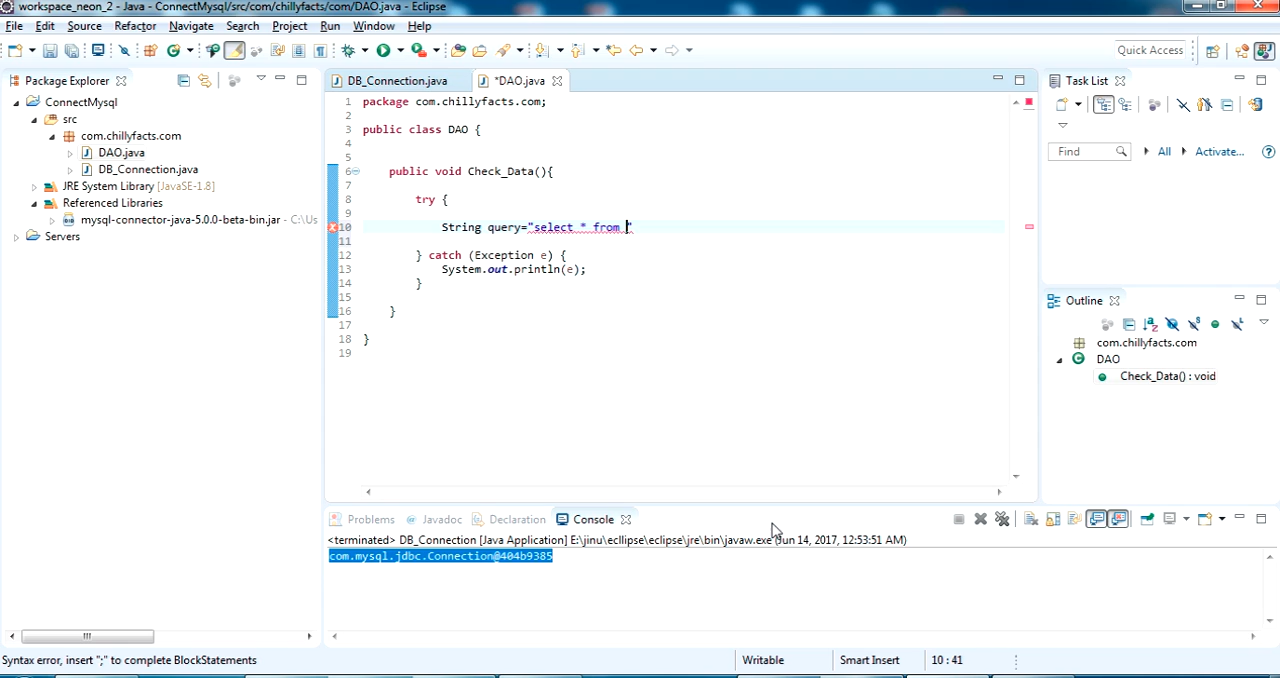 workspace_neon_2 - Java - ConnectMysql/src/com/chillyfacts/com/DAO.java - Eclipse
File Edit Source Refactor Navigate Search Project Run Window Help
Quick Access
Package Explorer
DB_Connection.java
*DAO.java
Task List
ConnectMysql
src
com.chillyfacts.com
DAO.java
DB_Connection.java
JRE System Library [JavaSE-1.8]
Referenced Libraries
mysql-connector-java-5.0.0-beta-bin.jar - C:\Us
Servers
1 package com.chillyfacts.com;
2
3 public class DAO {
4
5
6 public void Check_Data(){
7
8 try {
9
10 String query="select * from "
11
12 } catch (Exception e) {
13 System.out.println(e);
14 }
15
16 }
17
18 }
19
Find All Activate...
Outline
com.chillyfacts.com
DAO
Check_Data() : void
Problems Javadoc Declaration Console
<terminated> DB_Connection [Java Application] E:\jinu\ecllipse\eclipse\jre\bin\javaw.exe (Jun 14, 2017, 12:53:51 AM)
com.mysql.jdbc.Connection@404b9385
Syntax error, insert ";" to complete BlockStatements
Writable
Smart Insert
10 : 41